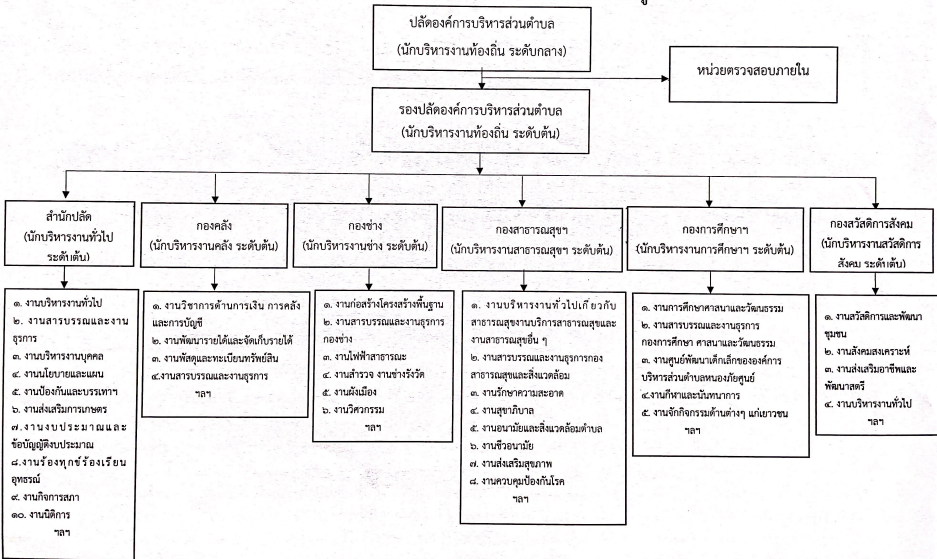 ปลัดองค์การบริหารส่วนตำบล
(นักบริหารงานท้องถิ่น ระดับกลาง)
หน่วยตรวจสอบภายใน
รองปลัดองค์การบริหารส่วนตำบล
(นักบริหารงานท้องถิ่น ระดับต้น)
สำนักปลัด
(นักบริหารงานทั่วไป
ระดับต้น)
กองคลัง
(นักบริหารงานคลัง ระดับต้น)
กองช่าง
(นักบริหารงานช่าง ระดับต้น)
กองสาธารณสุขฯ
(นักบริหารงานสาธารณสุขฯ ระดับต้น)
กองการศึกษาฯ
(นักบริหารงานการศึกษาฯ ระดับต้น)
กองสวัสดิการสังคม
(นักบริหารงานสวัสดิการ
สังคม ระดับต้น)
๑. งานบริหารงานทั่วไป
๒. งานสารบรรณและงาน
ธุรการ
๓. งานบริหารงานบุคคล
๔. งานนโยบายและแผน
๕. งานป้องกันและบรรเทาฯ
๖. งานส่งเสริมการเกษตร
๗.งานงบประมาณและ
ข้อบัญญัติงบประมาณ
๘.งานร้องทุกข์ร้องเรียน
อุทธรณ์
๙. งานกิจการสภา
๑๐. งานนิติการ
ฯลฯ
๑. งานวิชาการด้านการเงิน การคลัง
และการบัญชี
๒. งานพัฒนารายได้และจัดเก็บรายได้
๓. งานพัสดุและทะเบียนทรัพย์สิน
๔.งานสารบรรณและงานธุรการ
ฯลฯ
๑. งานก่อสร้างโครงสร้างพื้นฐาน
๒. งานสารบรรณและงานธุรการ
กองช่าง
๓. งานไฟฟ้าสาธารณะ
๔. งานสำรวจ งานช่างรังวัด
๕. งานผังเมือง
๖. งานวิศวกรรม
ฯลฯ
๑. งานบริหารงานทั่วไปเกี่ยวกับ
สาธารณสุขงานบริการสาธารณสุขและ
งานสาธารณสุขอื่น ๆ
๒. งานสารบรรณและงานธุรการกอง
สาธารณสุขและสิ่งแวดล้อม
๓. งานรักษาความสะอาด
๔. งานสุขาภิบาล
๕. งานอนามัยและสิ่งแวดล้อมตำบล
๖. งานชีวอนามัย
๗. งานส่งเสริมสุขภาพ
๘. งานควบคุมป้องกันโรค
ฯลฯ
๑. งานการศึกษาศาสนาและวัฒนธรรม
๒. งานสารบรรณและงานธุรการ
กองการศึกษา ศาสนาและวัฒนธรรม
๓. งานศูนย์พัฒนาเด็กเล็กขององค์การ
บริหารส่วนตำบลหนองภัยศูนย์
๔.งานกีฬาและนันทนาการ
๕. งานจักกิจกรรมด้านต่างๆ แก่เยาวชน
ฯลฯ
๑. งานสวัสดิการและพัฒนา
ชุมชน
๒. งานสังคมสงเคราะห์
๓. งานส่งเสริมอาชีพและ
พัฒนาสตรี
๔. งานบริหารงานทั่วไป
ฯลฯ